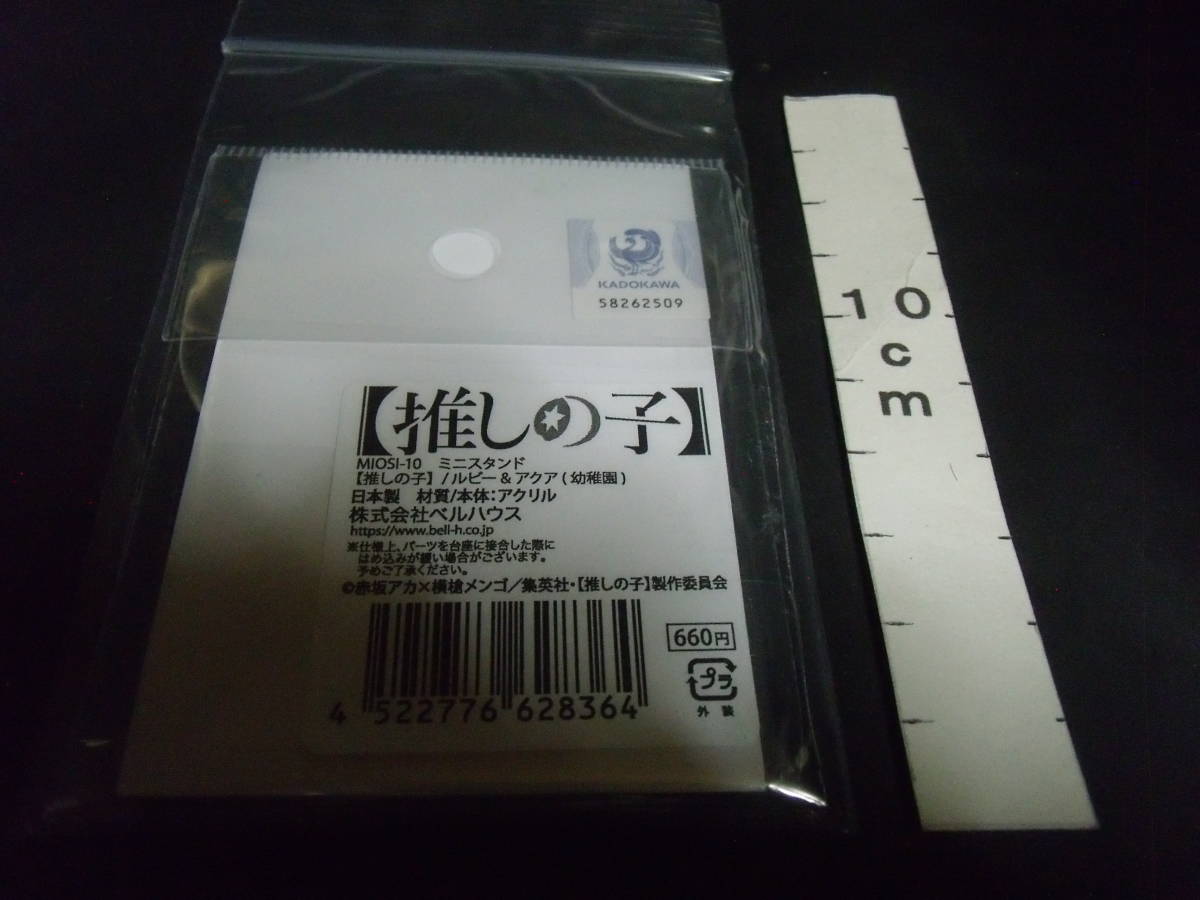 KADOKAWA
58262509
【推しの子】
MIOSI-10 ミニスタンド
【推しの子】/ルビー&アクア(幼稚園)
日本製 材質/本体:アクリル
株式会社ベルハウス
https://www.bell-h.co.jp
※仕様上、パーツを台座に接合した際に
はめ込みが緩い場合がございます。
予めご了承ください。
©赤坂アカ×横槍メンゴ/集英社・【推しの子】製作委員会
660円
プラ
外装
4 522776 628364
10
c
m